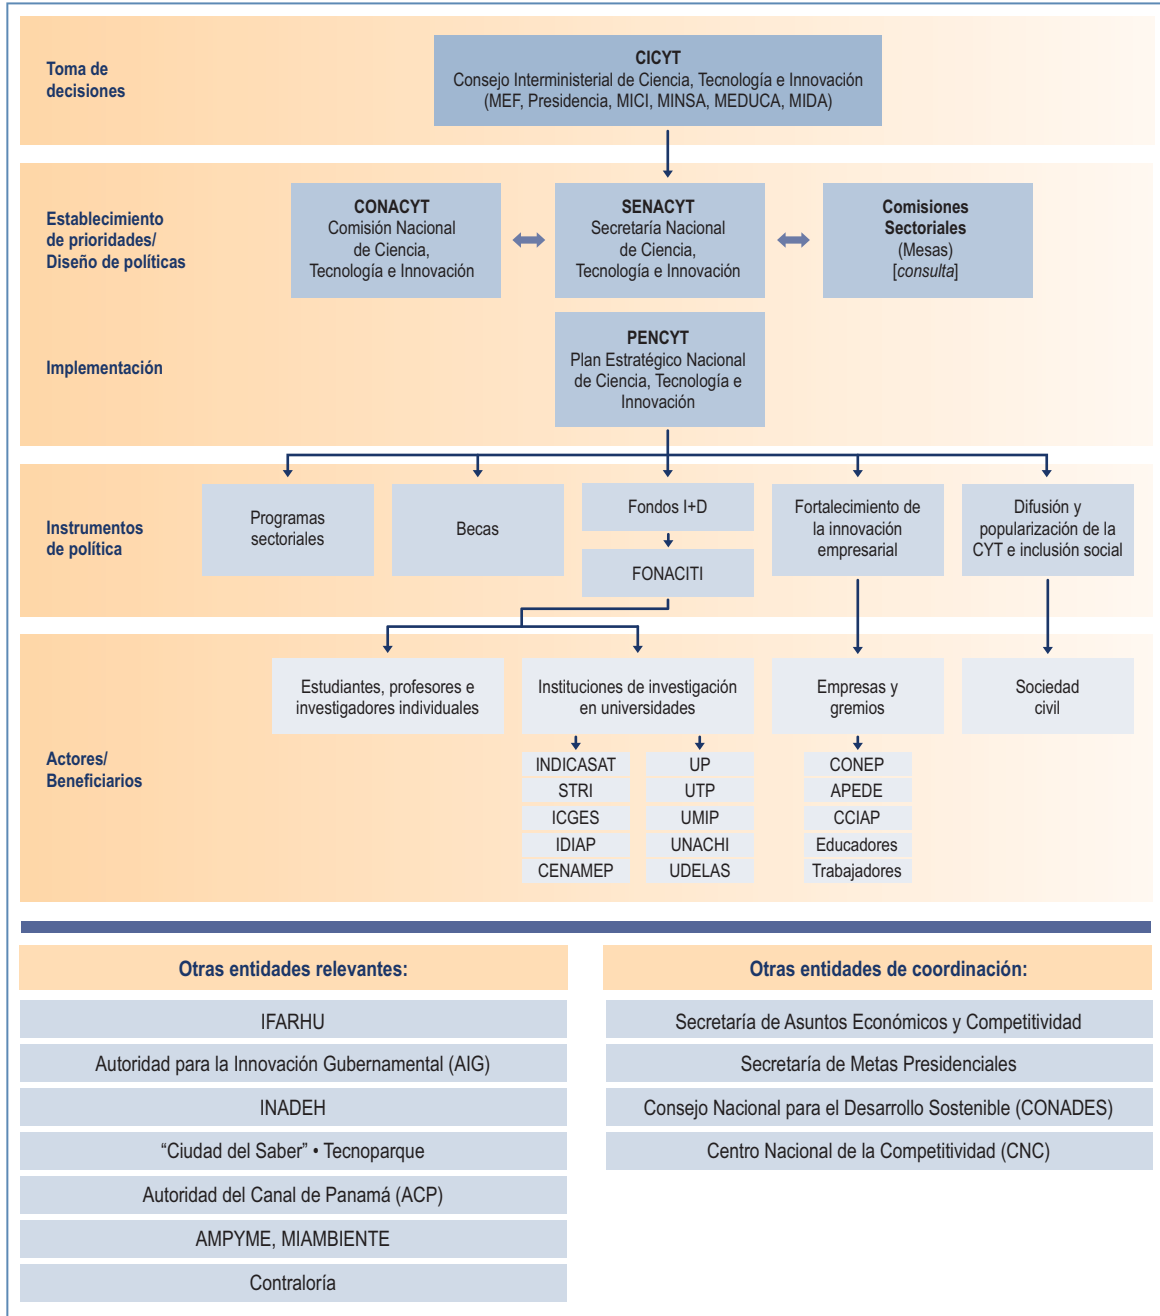 Toma de
decisiones
CICYT
Consejo Interministerial de Ciencia, Tecnología e Innovación
(MEF, Presidencia, MICI, MINSA, MEDUCA, MIDA)
Establecimiento
de prioridades/
Diseño de políticas
CONACYT
Comisión Nacional
de Ciencia,
Tecnología e Innovación
SENACYT
Secretaría Nacional
de Ciencia,
Tecnología e Innovación
Comisiones
Sectoriales
(Mesas)
[consulta]
Implementación
PENCYT
Plan Estratégico Nacional
de Ciencia, Tecnología e
Innovación
Instrumentos
de política
Programas
sectoriales
Becas
Fondos I+D
FONACITI
Fortalecimiento de
la innovación
empresarial
Difusión y
popularización de la
CYT e inclusión social
Actores/
Beneficiarios
Estudiantes, profesores e
investigadores individuales
Instituciones de investigación
en universidades
INDICASAT
STRI
ICGES
IDIAP
CENAMEP
UP
UTP
UMIP
UNACHI
UDELAS
Empresas y
gremios
CONEP
APEDE
CCIAP
Educadores
Trabajadores
Sociedad
civil
Otras entidades relevantes:
IFARHU
Autoridad para la Innovación Gubernamental (AIG)
INADEH
“Ciudad del Saber” • Tecnoparque
Autoridad del Canal de Panamá (ACP)
AMPYME, MIAMBIENTE
Contraloría
Otras entidades de coordinación:
Secretaría de Asuntos Económicos y Competitividad
Secretaría de Metas Presidenciales
Consejo Nacional para el Desarrollo Sostenible (CONADES)
Centro Nacional de la Competitividad (CNC)